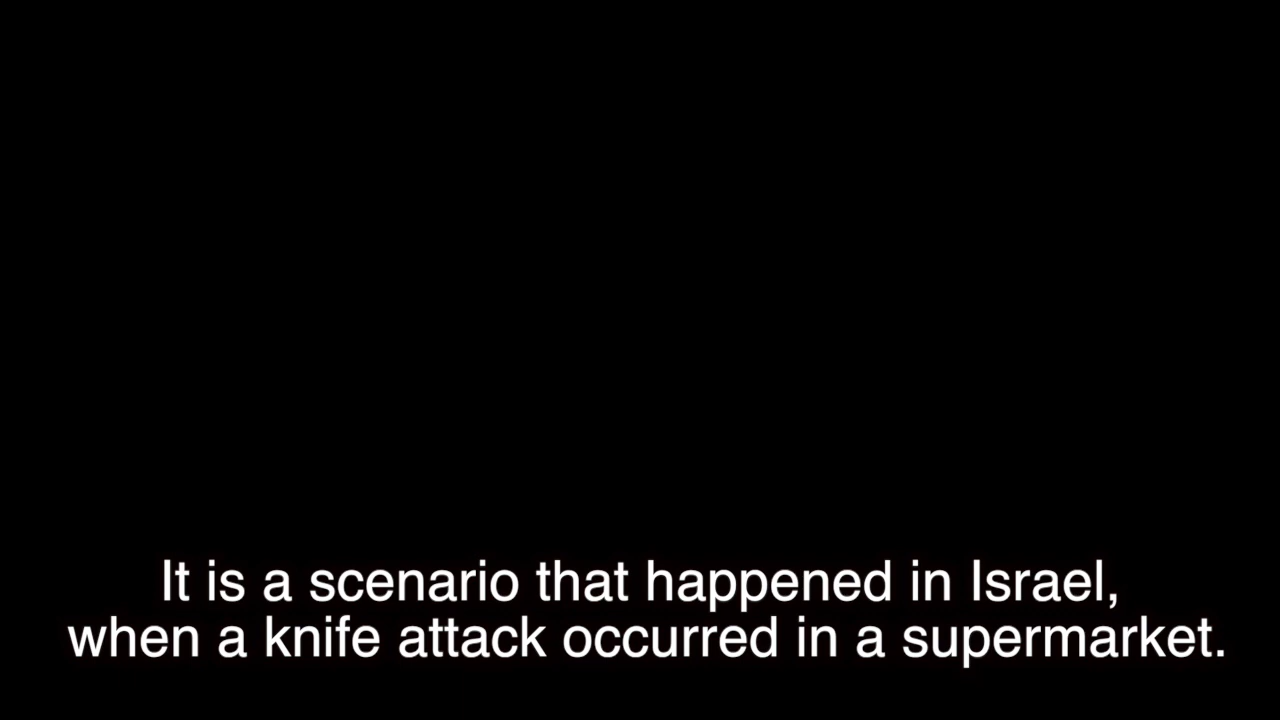 It is a scenario that happened in Israel,
when a knife attack occurred in a supermarket.